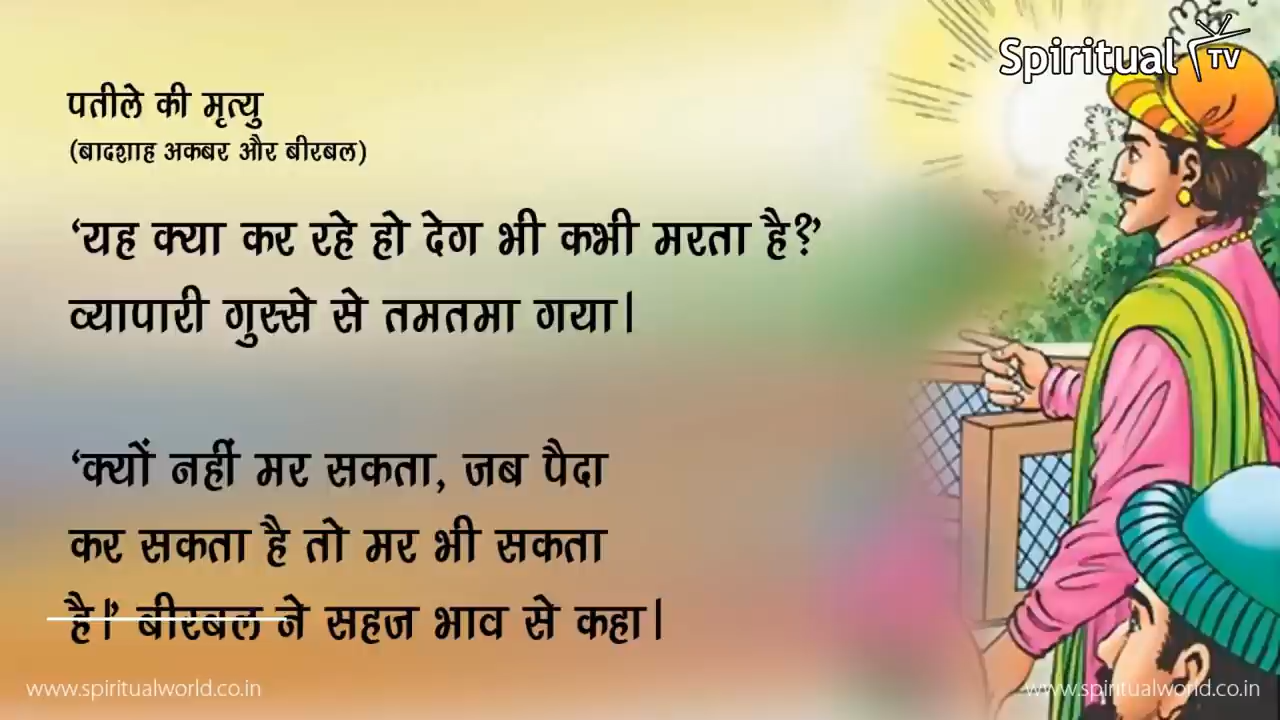 Spiritual TV
पतीले की मृत्यु
(बादशाह अकबर और बीरबल)
‘यह क्या कर रहे हो देग भी कभी मरता है?’
व्यापारी गुस्से से तमतमा गया।
‘क्यों नहीं मर सकता, जब पैदा
कर सकता है तो मर भी सकता
है।’ बीरबल ने सहज भाव से कहा।
www.spiritualworld.co.in
www.spiritualworld.co.in